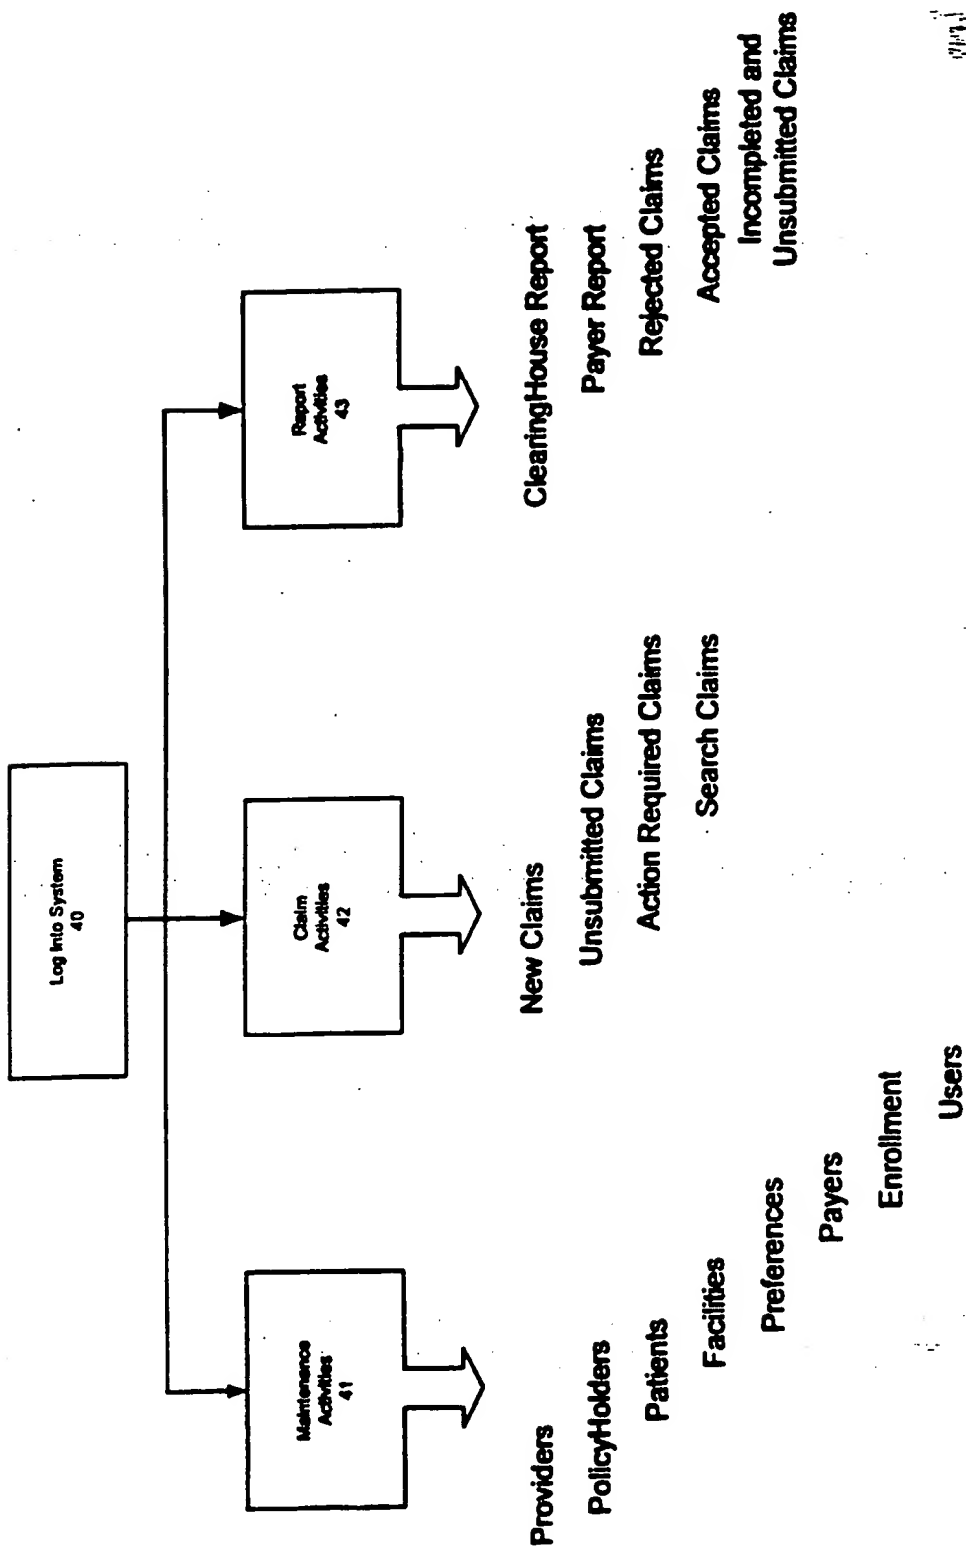 Log Into System
40
Maintenance
Activities
41
Claim
Activities
42
Report
Activities
43
Providers
PolicyHolders
Patients
Facilities
Preferences
Payers
Enrollment
Users
New Claims
Unsubmitted Claims
Action Required Claims
Search Claims
ClearingHouse Report
Payer Report
Rejected Claims
Accepted Claims
Incompleted and
Unsubmitted Claims